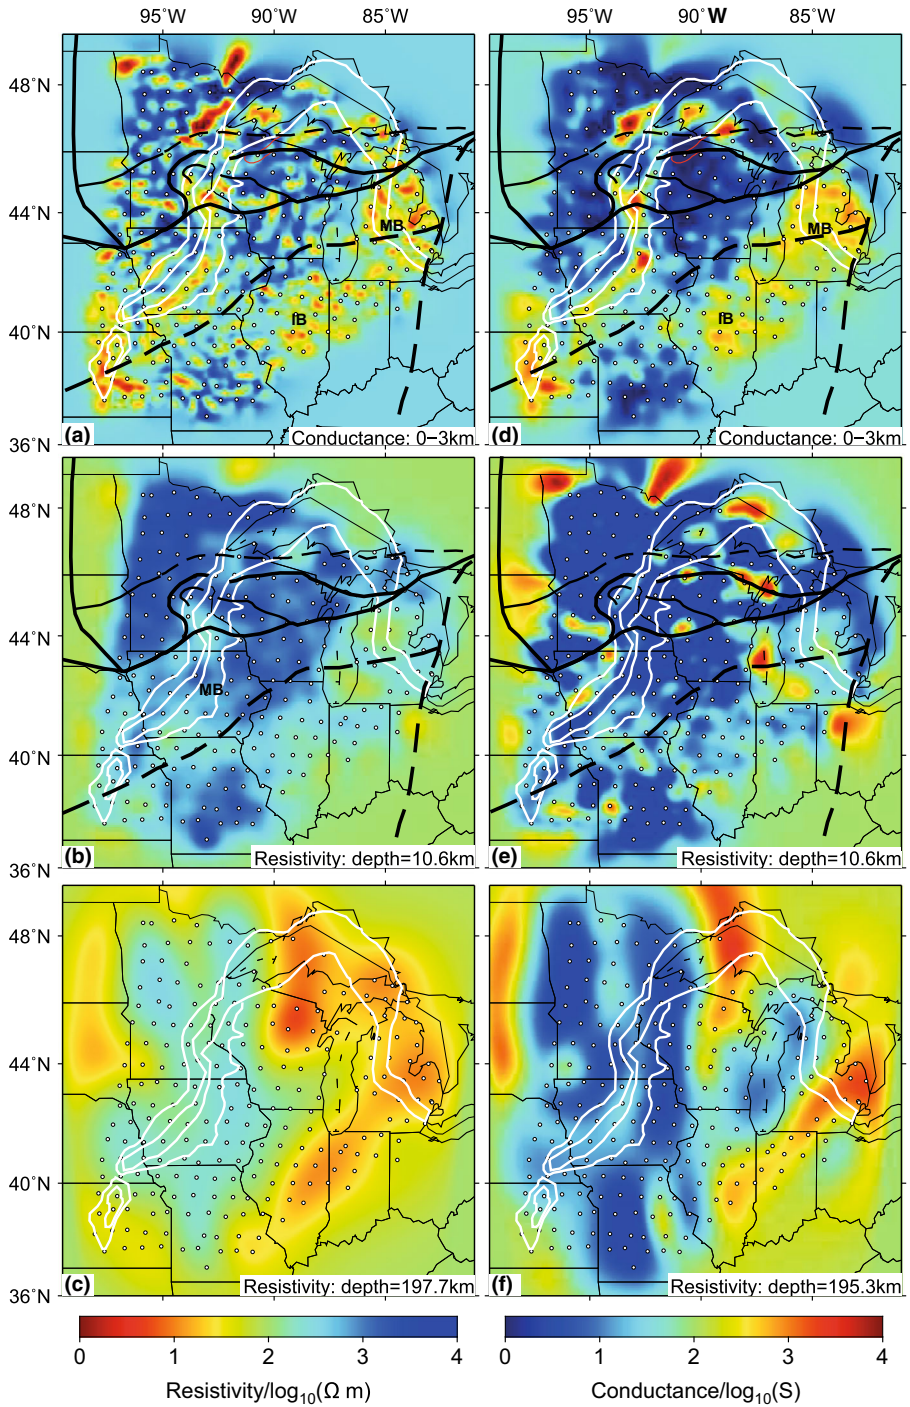 95°W 90°W 85°W 95°W 90°W 85°W
48°N
44°N
40°N
36°N
MB
IB
(a)
Conductance: 0−3km
MB
IB
(d)
Conductance: 0−3km
48°N
44°N
40°N
36°N
MB
(b)
Resistivity: depth=10.6km
(e)
Resistivity: depth=10.6km
48°N
44°N
40°N
36°N
(c)
Resistivity: depth=197.7km
(f)
Resistivity: depth=195.3km
0 1 2 3 4
Resistivity/log10(Ω m)
0 1 2 3 4
Conductance/log10(S)